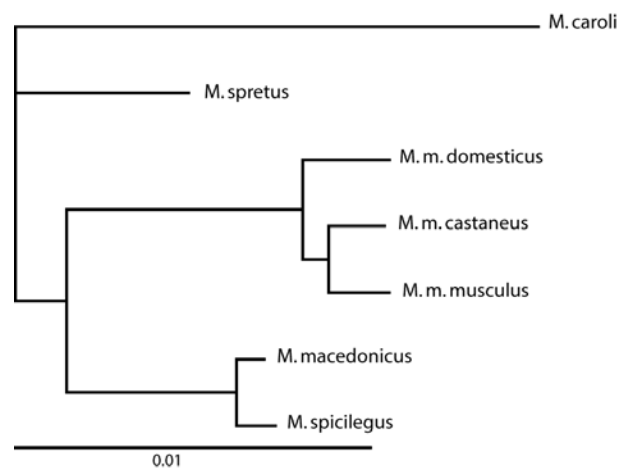 M. caroli
M. spretus
M. m. domesticus
M. m. castaneus
M. m. musculus
M. macedonicus
M. spicilegus
0.01